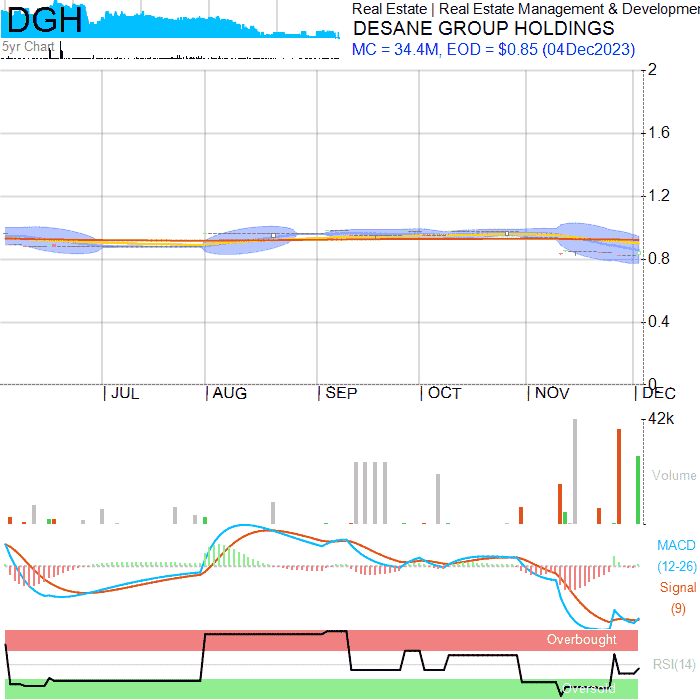 DGH
5yr Chart
Real Estate | Real Estate Management & Developmen
DESANE GROUP HOLDINGS
MC = 34.4M, EOD = $0.85 (04Dec2023)
2
1.6
1.2
0.8
0.4
0
JUL AUG SEP OCT NOV DEC
42k
Volume
MACD
(12-26)
Signal
(9)
Overbought
RSI(14)
Oversold